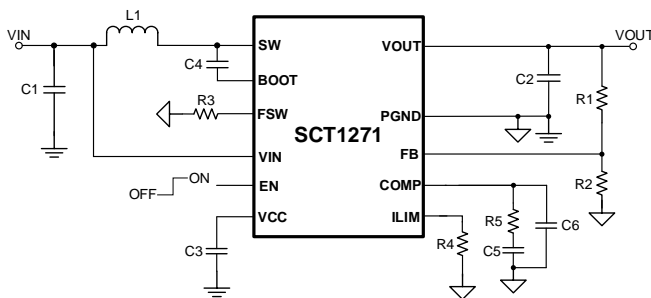 VIN
L1
SW
VOUT
VOUT
C4
BOOT
C1
C2
R1
R3
FSW
PGND
SCT1271
VIN
FB
ON
OFF
EN
COMP
R2
VCC
ILIM
R5
C6
C3
R4
C5